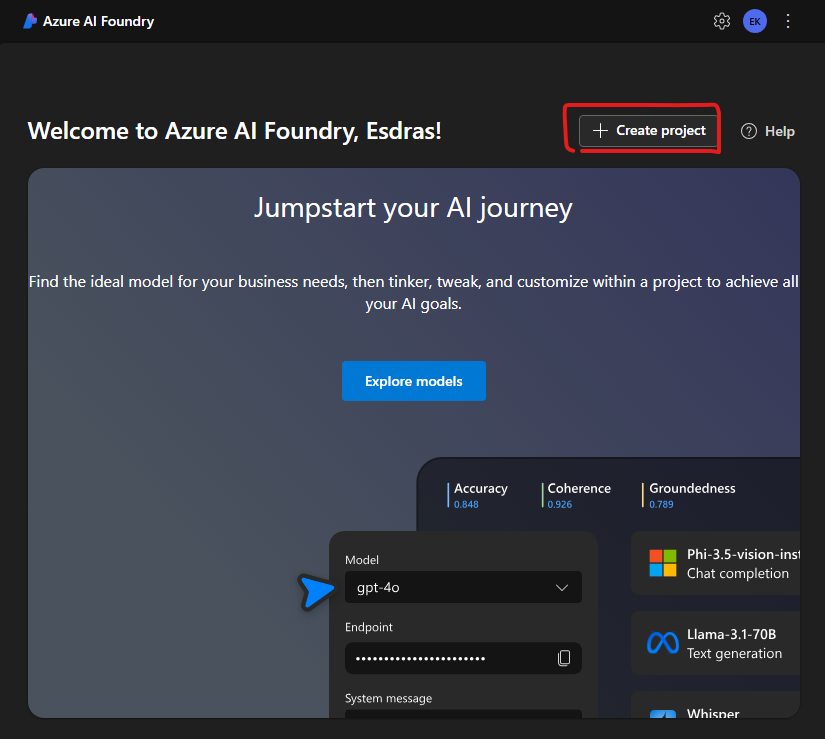 Azure AI Foundry
EK
Welcome to Azure AI Foundry, Esdras!
Create project
Help
Jumpstart your AI journey
Find the ideal model for your business needs, then tinker, tweak, and customize within a project to achieve all
your AI goals.
Explore models
Accuracy
0.848
Coherence
0.926
Groundedness
0.789
Model
gpt-4o
Endpoint
System message
Phi-3.5-vision-inst
Chat completion
Llama-3.1-70B
Text generation
Whisper